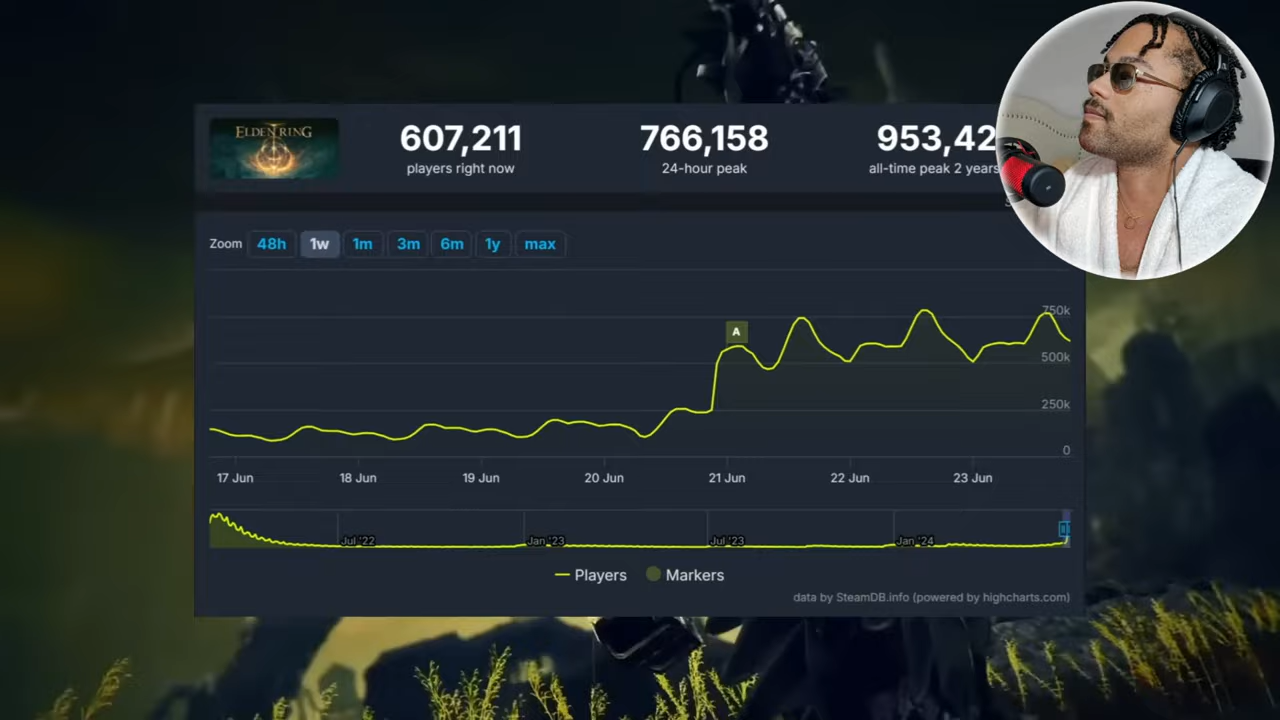 ELDEN RING
607,211
players right now
766,158
24-hour peak
953,42
all-time peak 2 years
Zoom
48h
1w
1m
3m
6m
1y
max
A
750k
500k
250k
0
17 Jun
18 Jun
19 Jun
20 Jun
21 Jun
22 Jun
23 Jun
Jul '22
Jan '23
Jul '23
Jan '24
Players
Markers
data by SteamDB.info (powered by highcharts.com)